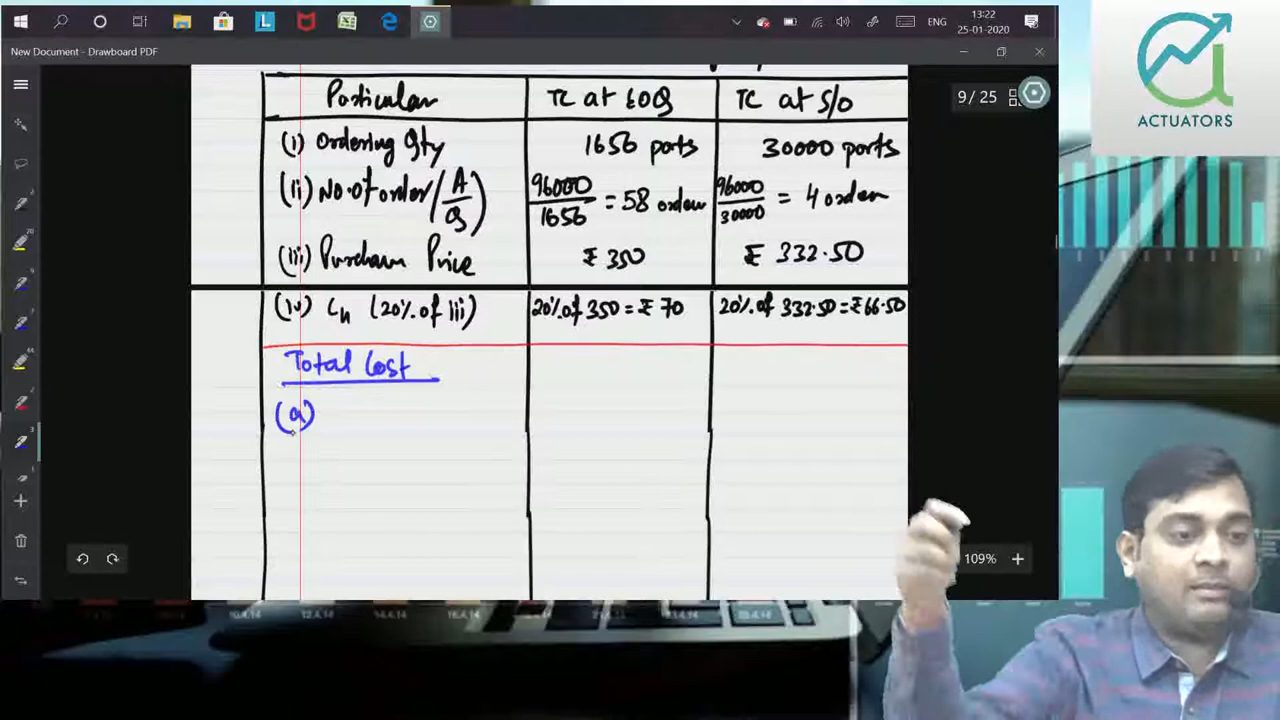 13:22
ENG
25-01-2020
New Document - Drawboard PDF
ACTUATORS
9 / 25
Particular
TC at EOQ
TC at S/O
(i) Ordering Qty
1656 parts
30000 parts
(ii) No. of order (A/Q)
96000/1656 = 58 orders
96000/30000 = 4 orders
(iii) Purchase Price
₹ 350
₹ 332.50
(iv) CH (20% of iii)
20% of 350 = ₹ 70
20% of 332.50 = ₹ 66.50
Total Cost
(a)
109%